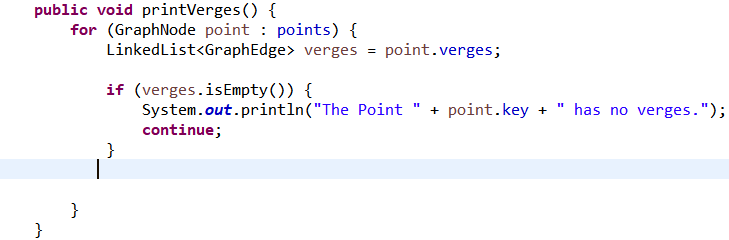 public void printVerges() {
for (GraphNode point : points) {
LinkedList<GraphEdge> verges = point.verges;
if (verges.isEmpty()) {
System.out.println("The Point " + point.key + " has no verges.");
continue;
}
}
}